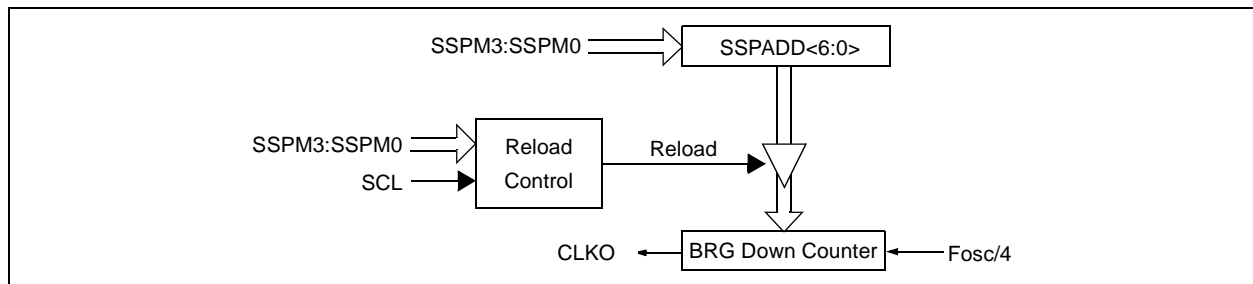 SSPM3:SSPM0
SSPADD<6:0>
SSPM3:SSPM0
SCL
Reload
Control
Reload
CLKO
BRG Down Counter
Fosc/4